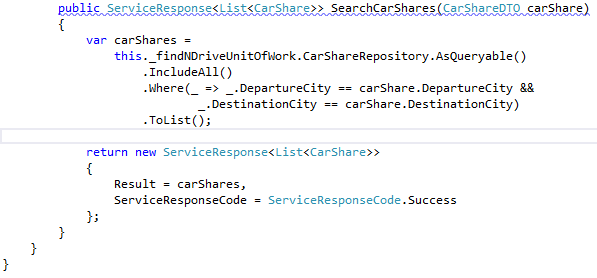 public ServiceResponse<List<CarShare>> SearchCarShares(CarShareDTO carShare)
{
var carShares =
this._findNDriveUnitOfWork.CarShareRepository.AsQueryable()
.IncludeAll()
.Where(_ => _.DepartureCity == carShare.DepartureCity &&
_.DestinationCity == carShare.DestinationCity)
.ToList();
return new ServiceResponse<List<CarShare>>
{
Result = carShares,
ServiceResponseCode = ServiceResponseCode.Success
};
}
}
}